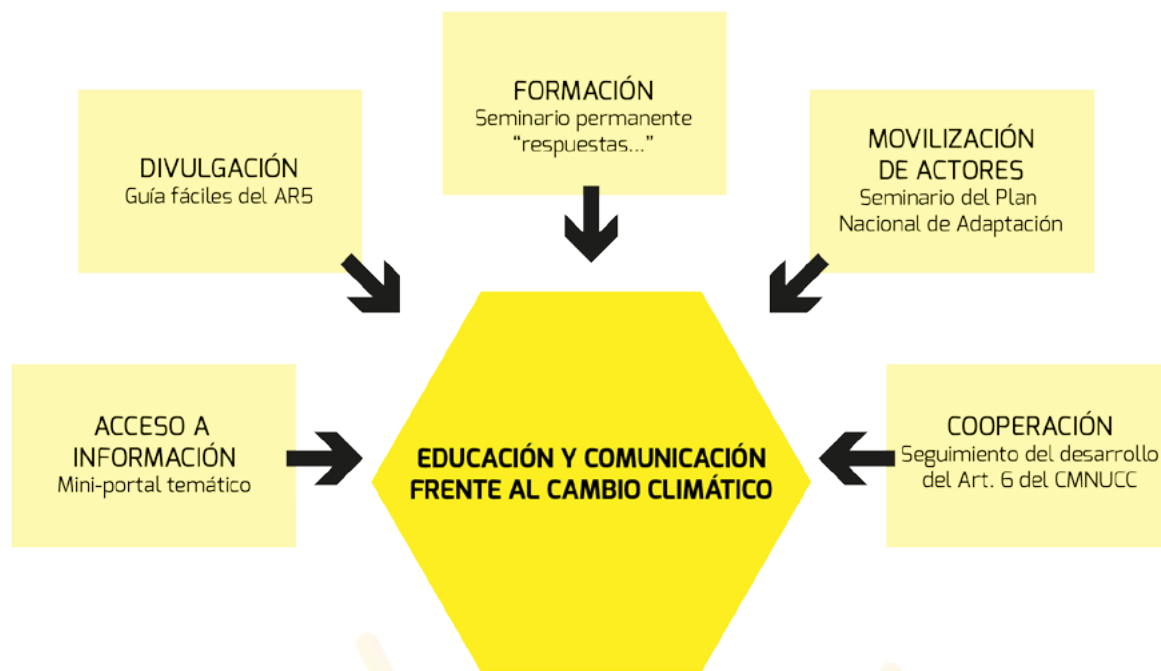 FORMACIÓN
Seminario permanente
“respuestas...”
DIVULGACIÓN
Guía fáciles del AR5
MOVILIZACIÓN
DE ACTORES
Seminario del Plan
Nacional de Adaptación
ACCESO A
INFORMACIÓN
Mini-portal temático
EDUCACIÓN Y COMUNICACIÓN
FRENTE AL CAMBIO CLIMÁTICO
COOPERACIÓN
Seguimiento del desarrollo
del Art. 6 del CMNUCC